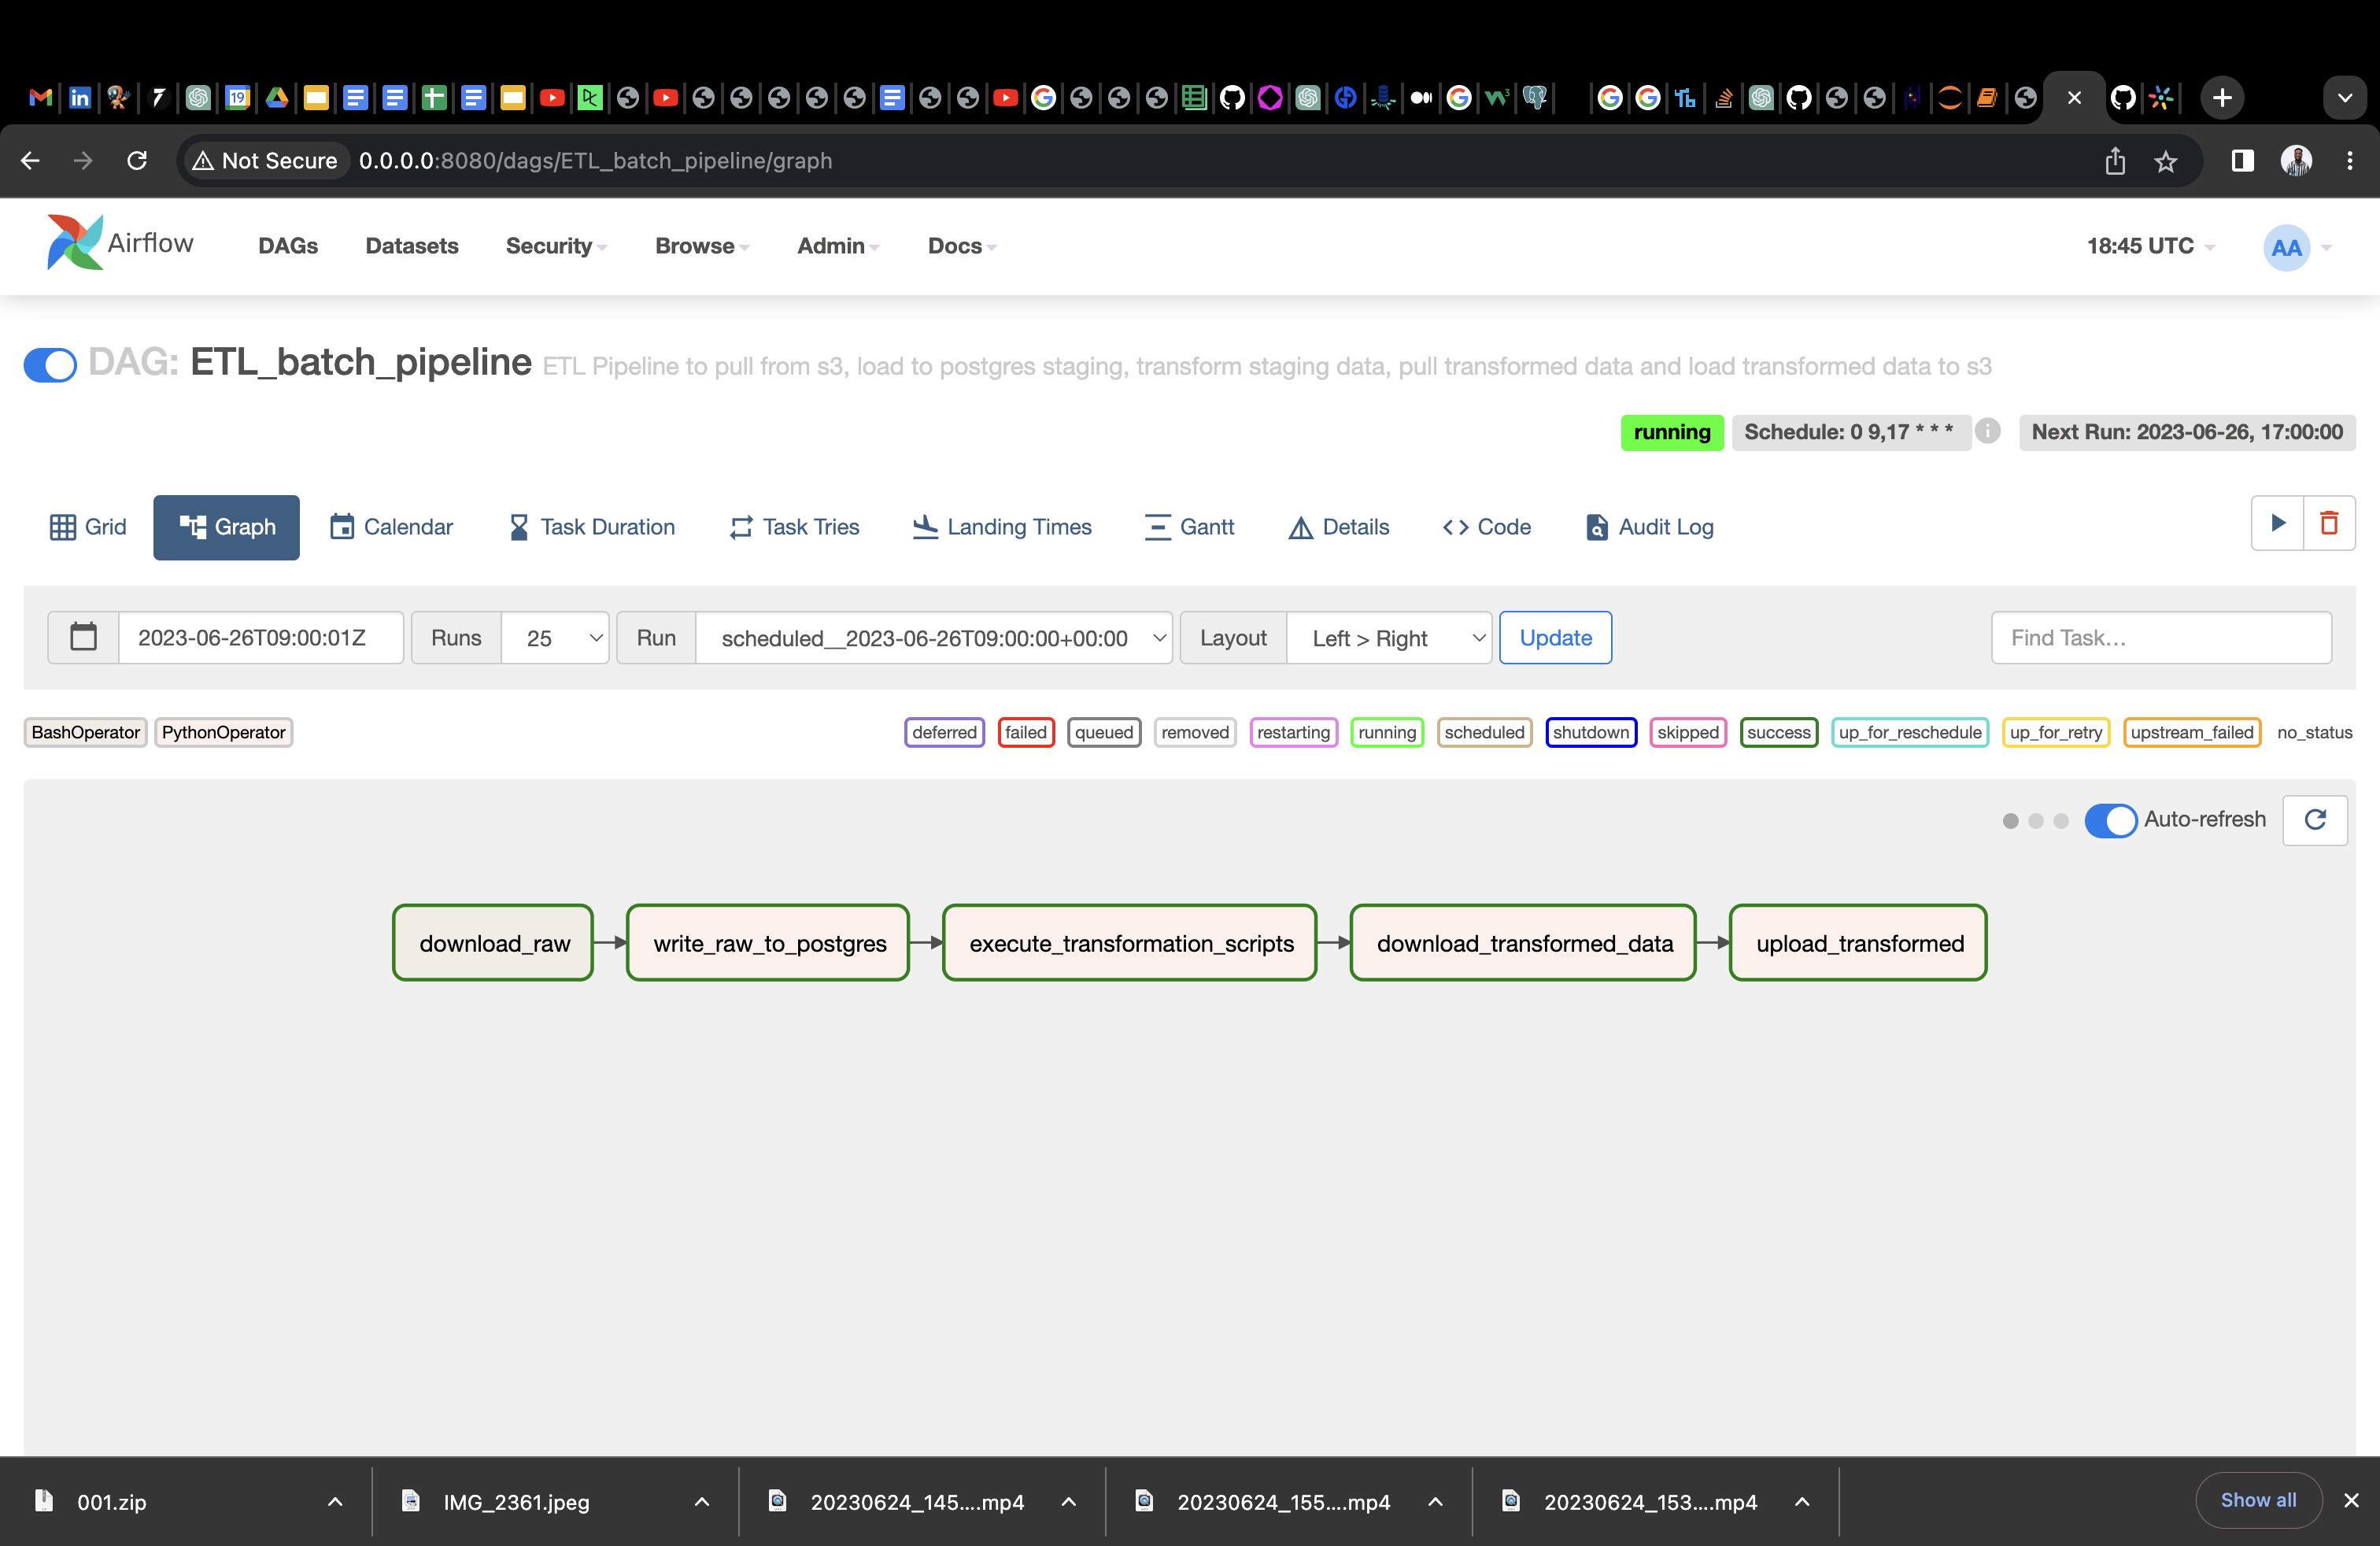 19
Not Secure 0.0.0.0:8080/dags/ETL_batch_pipeline/graph
Airflow DAGs Datasets Security Browse Admin Docs 18:45 UTC AA
DAG: ETL_batch_pipeline ETL Pipeline to pull from s3, load to postgres staging, transform staging data, pull transformed data and load transformed data to s3
running Schedule: 0 9,17 * * * Next Run: 2023-06-26, 17:00:00
Grid Graph Calendar Task Duration Task Tries Landing Times Gantt Details Code Audit Log
2023-06-26T09:00:01Z Runs 25 Run scheduled__2023-06-26T09:00:00+00:00 Layout Left > Right Update Find Task…
BashOperator PythonOperator deferred failed queued removed restarting running scheduled shutdown skipped success up_for_reschedule up_for_retry upstream_failed no_status
Auto-refresh
download_raw write_raw_to_postgres execute_transformation_scripts download_transformed_data upload_transformed
001.zip IMG_2361.jpeg 20230624_145....mp4 20230624_155....mp4 20230624_153....mp4 Show all